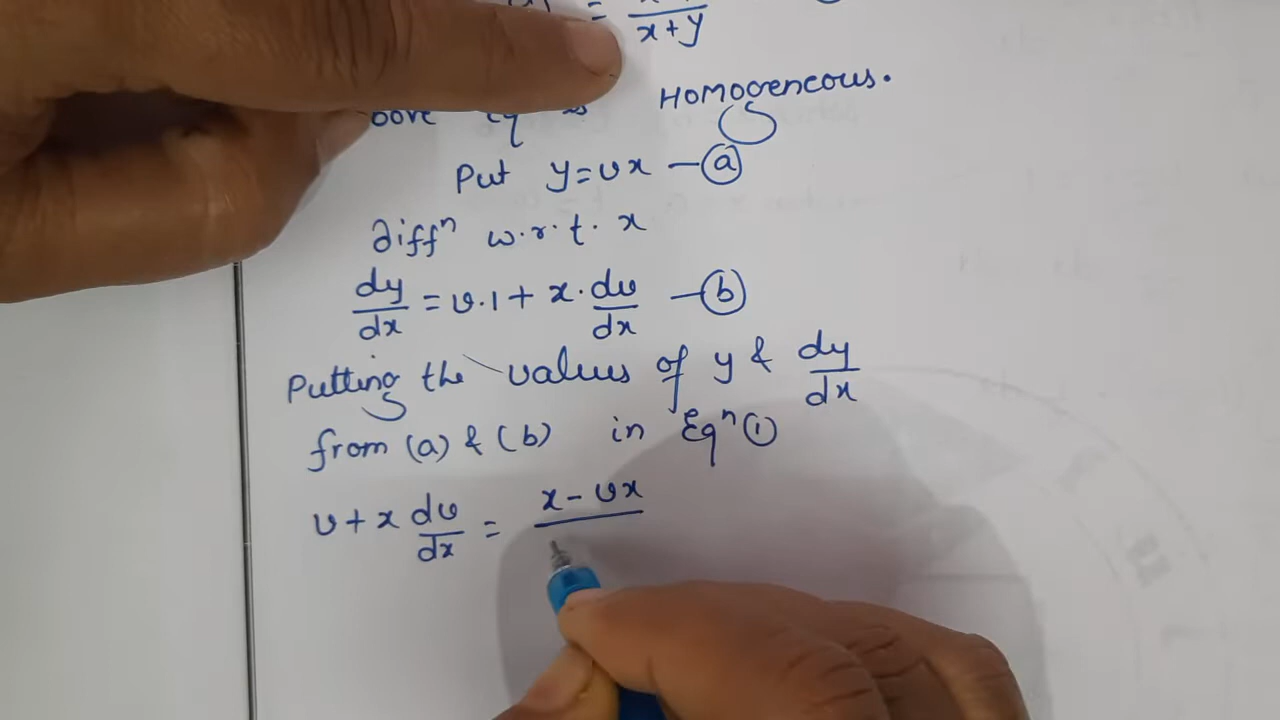 = x+y
Homogeneous.
Put y=vx —(a)
diffⁿ w.r.t. x
dy/dx = v.1 + x.dv/dx —(b)
Putting the values of y & dy/dx
from (a) & (b) in Eqⁿ (1)
v + x dv/dx = x - vx